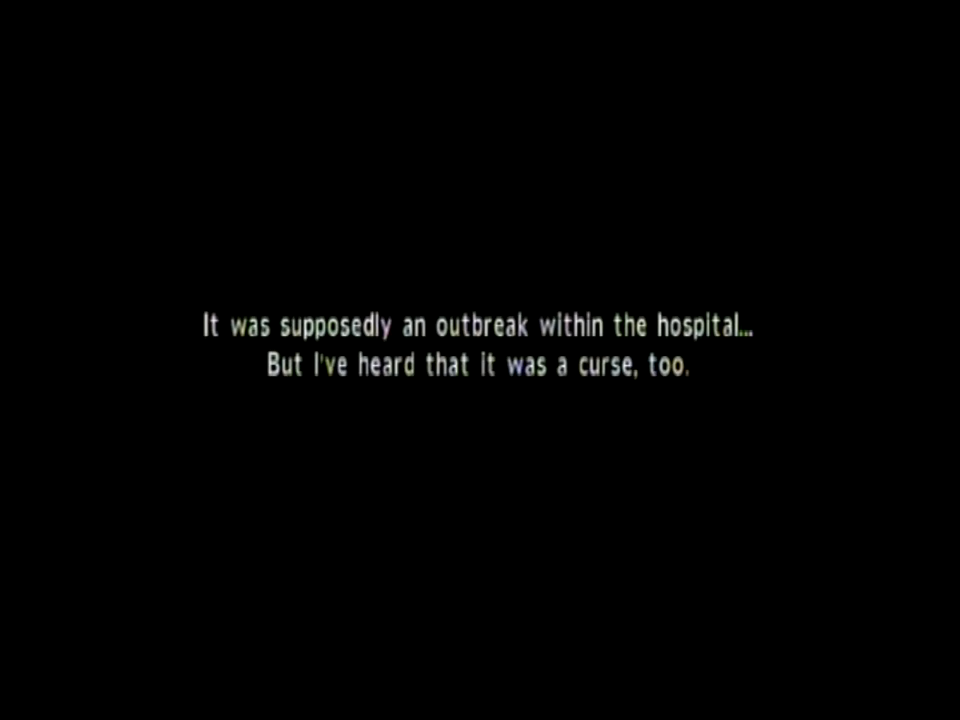 It was supposedly an outbreak within the hospital...
But I've heard that it was a curse, too.